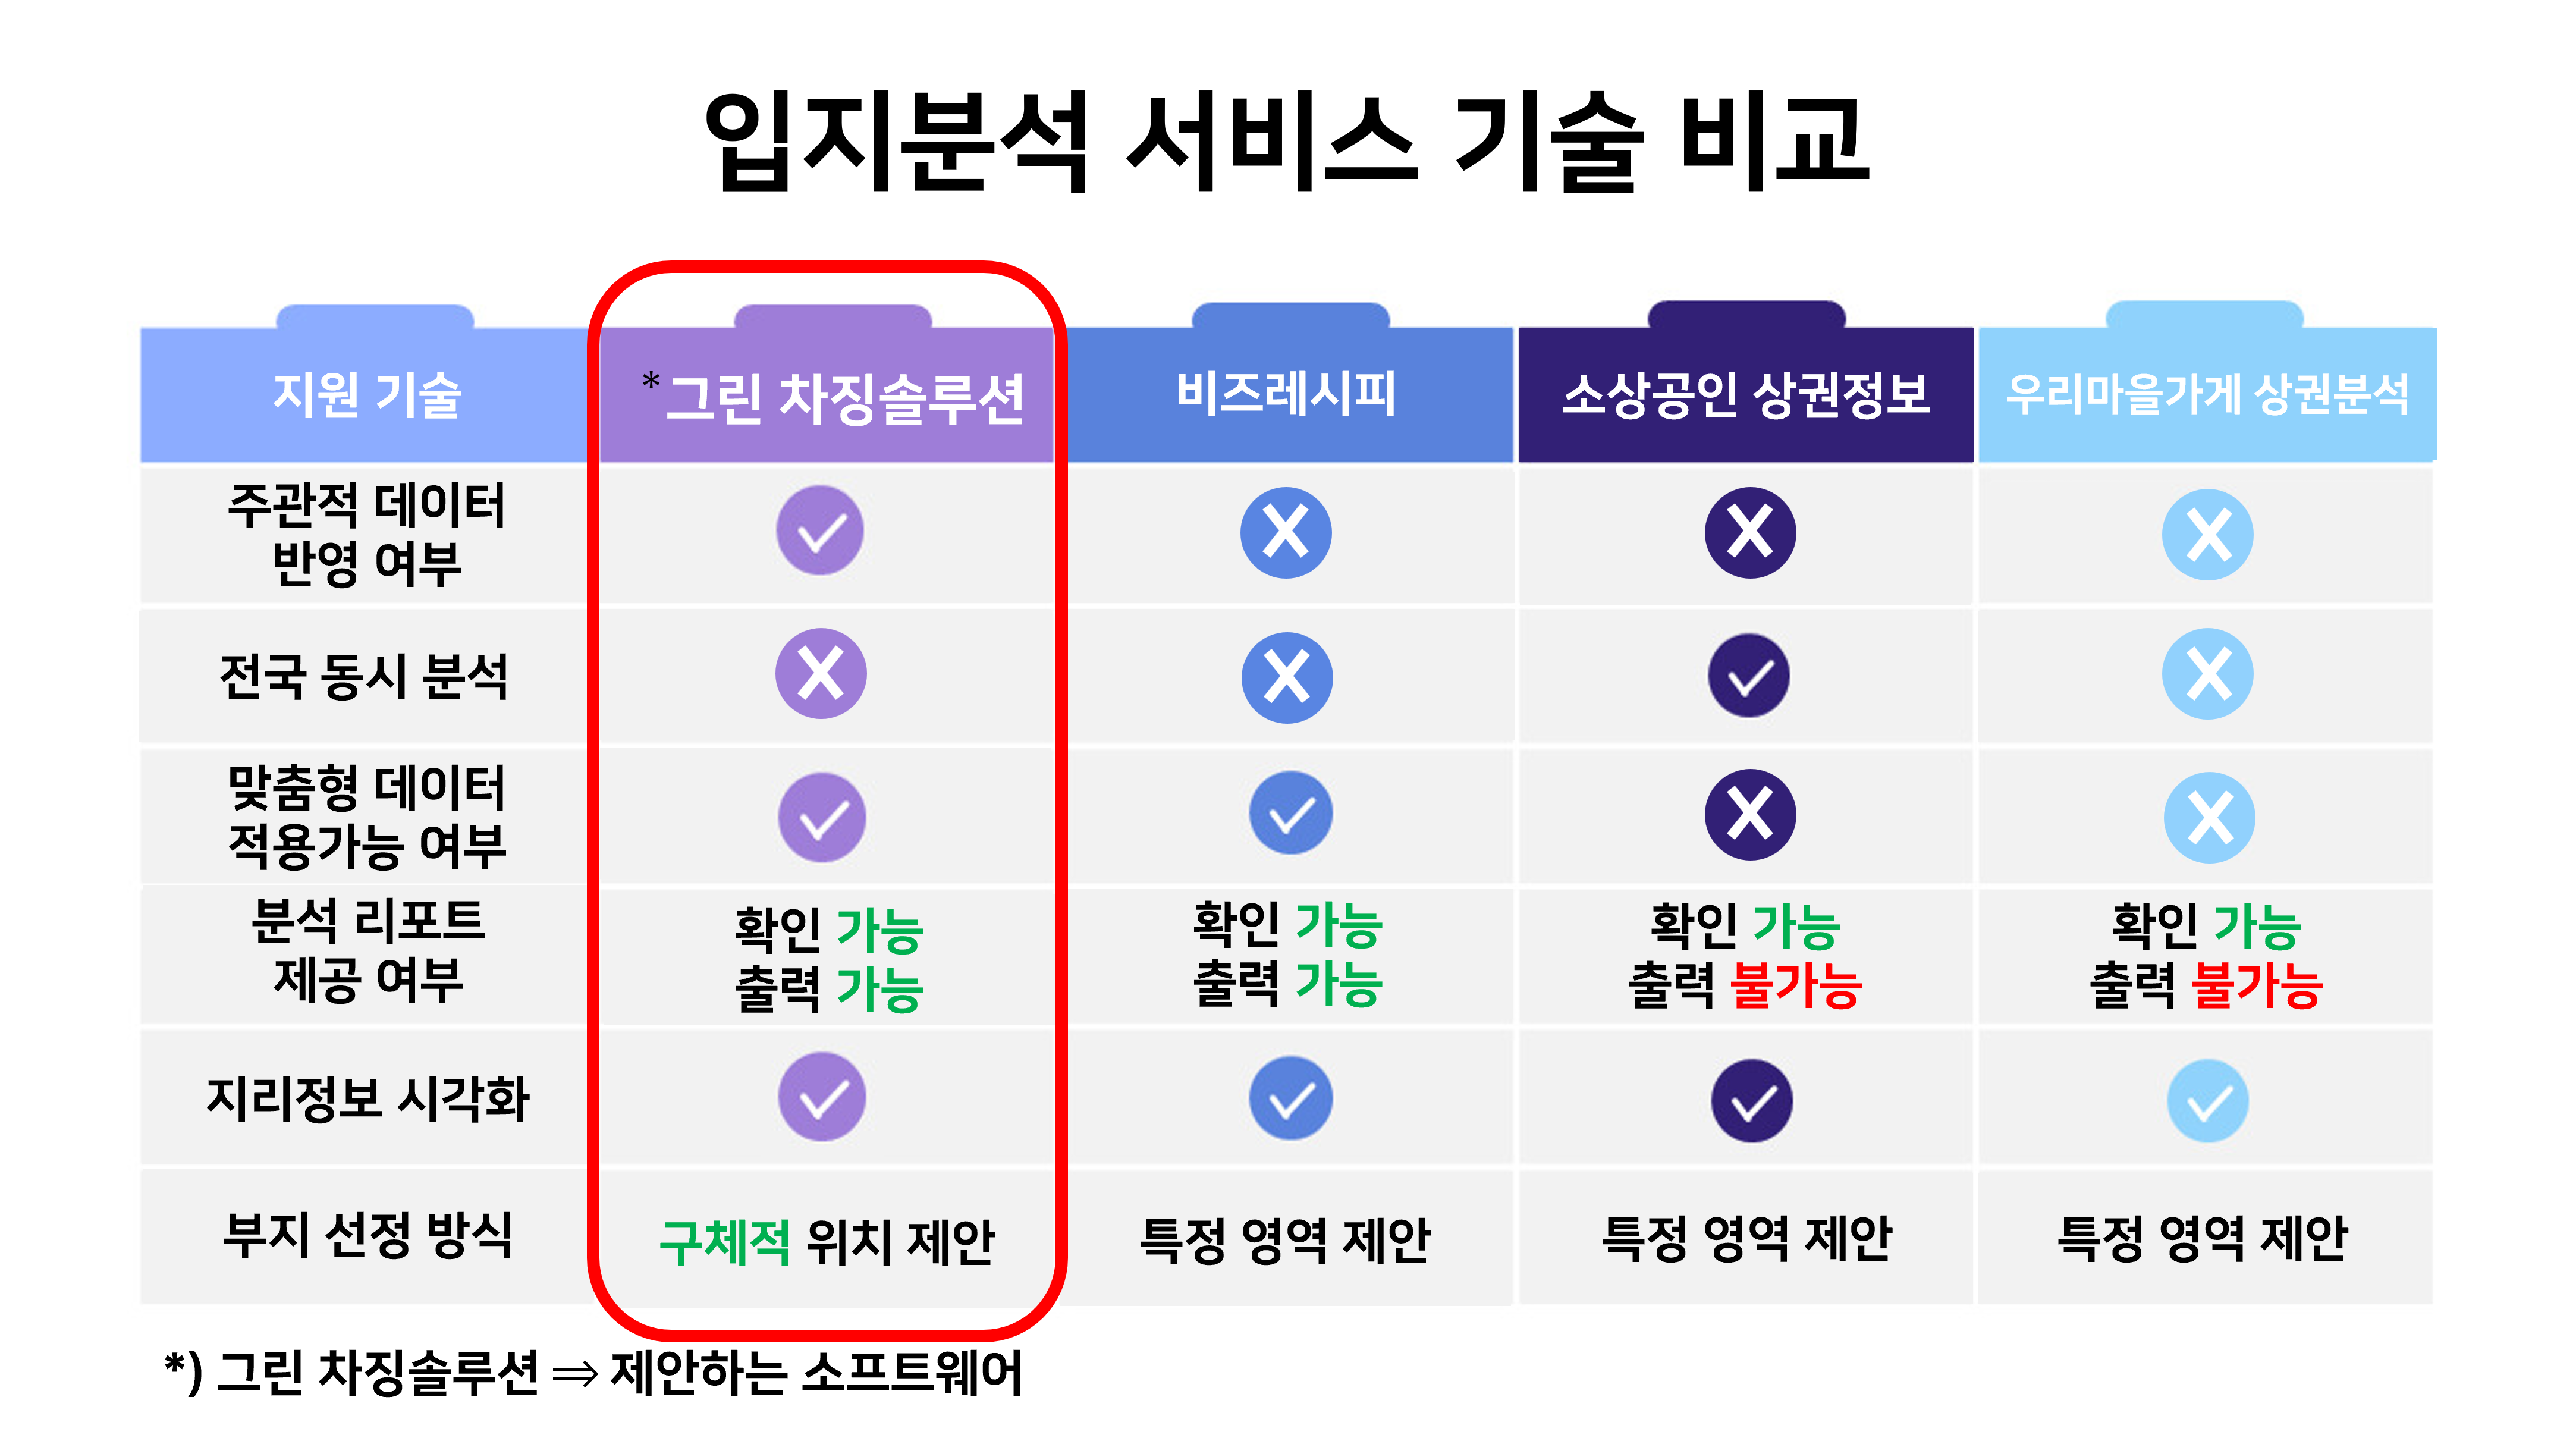 입지분석 서비스 기술 비교
지원 기술
*그린 차징솔루션
비즈레시피
소상공인 상권정보
우리마을가게 상권분석
주관적 데이터
반영 여부
전국 동시 분석
맞춤형 데이터
적용가능 여부
분석 리포트
제공 여부
확인 가능
출력 가능
확인 가능
출력 가능
확인 가능
출력 불가능
확인 가능
출력 불가능
지리정보 시각화
부지 선정 방식
구체적 위치 제안
특정 영역 제안
특정 영역 제안
특정 영역 제안
*) 그린 차징솔루션 ⇒ 제안하는 소프트웨어